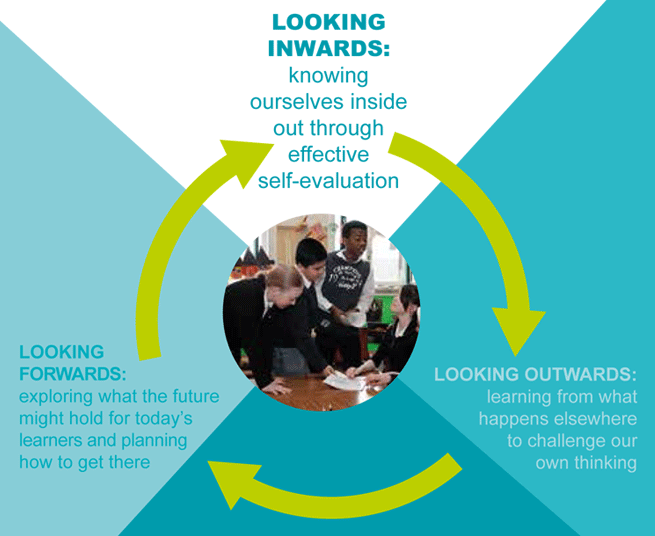 LOOKING
INWARDS:
knowing
ourselves inside
out through
effective
self-evaluation
LOOKING OUTWARDS:
learning from what
happens elsewhere
to challenge our
own thinking
LOOKING
FORWARDS:
exploring what the future
might hold for today’s
learners and planning
how to get there